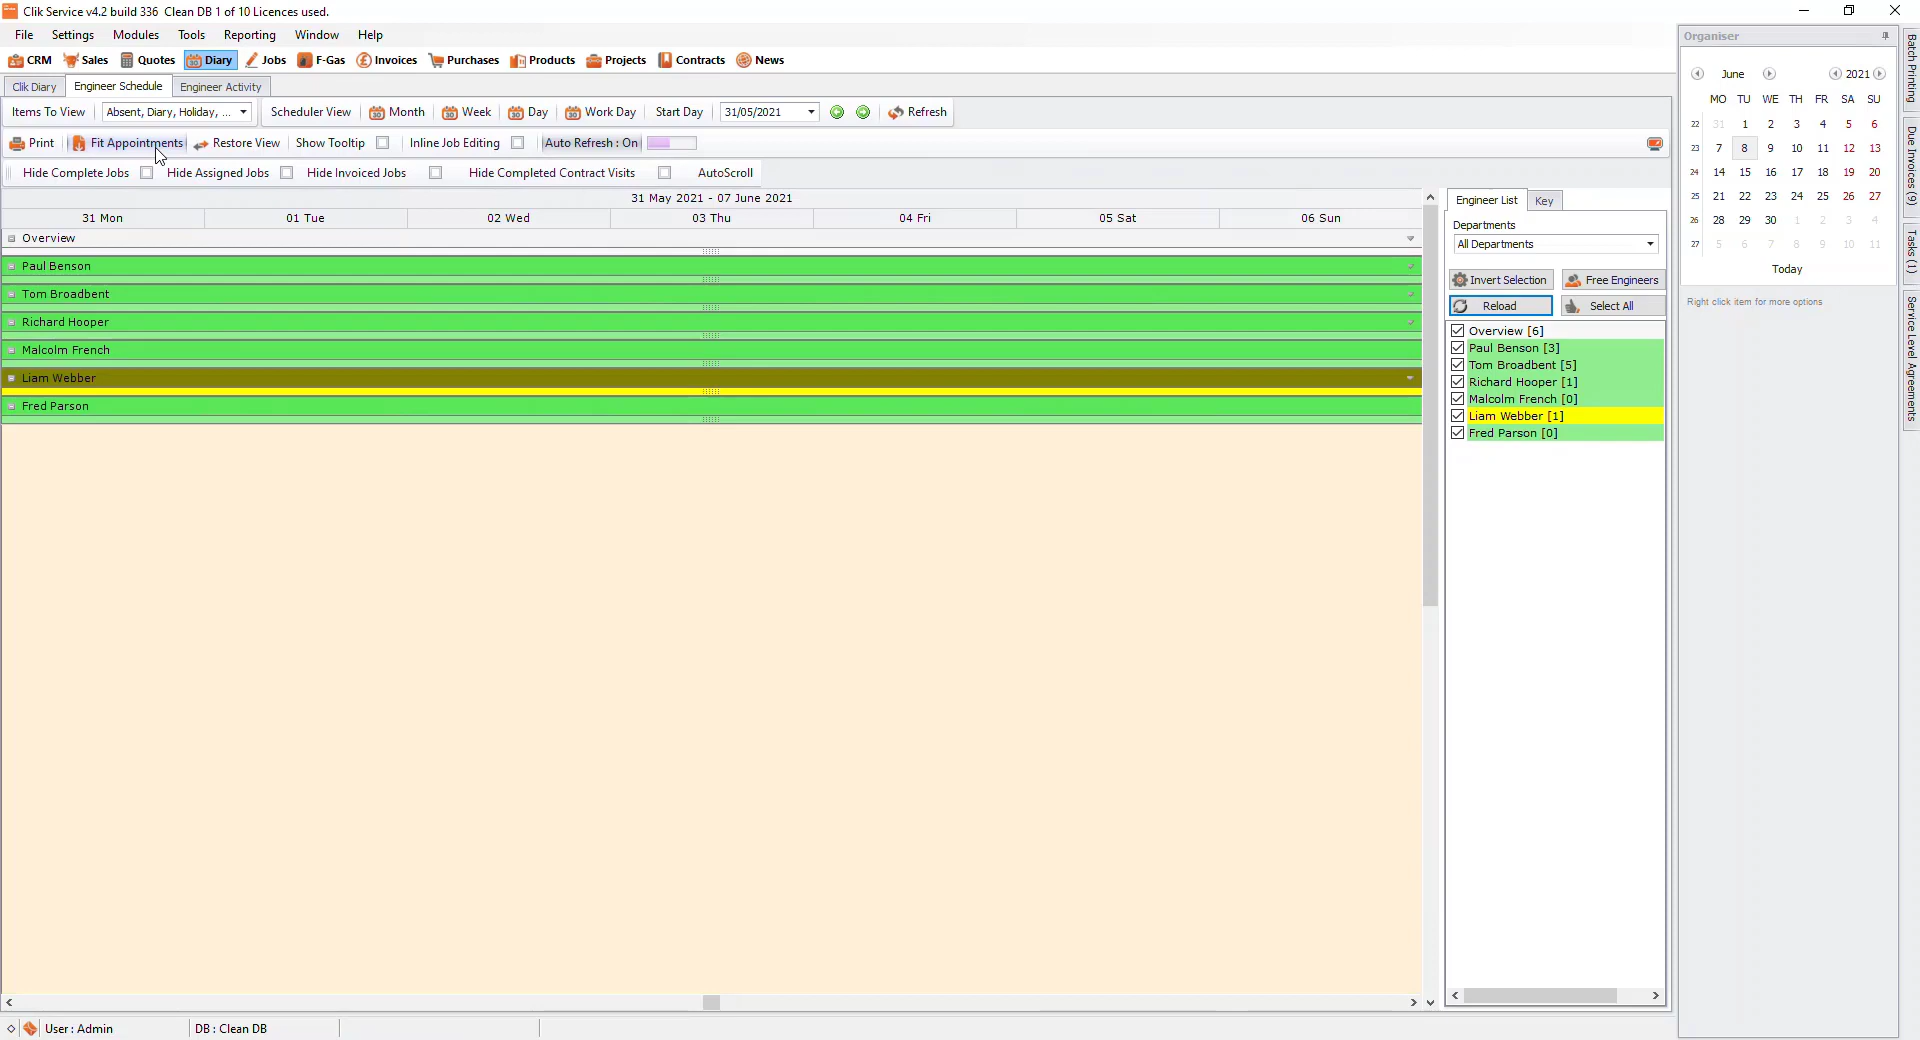 Clik Service v4.2 build 336  Clean DB 1 of 10 Licences used.
File Settings Modules Tools Reporting Window Help
CRM Sales Quotes Diary Jobs F-Gas Invoices Purchases Products Projects Contracts News
Clik Diary Engineer Schedule Engineer Activity
Items To View Absent, Diary, Holiday, ... Scheduler View Month Week Day Work Day Start Day 31/05/2021 Refresh
Print Fit Appointments Restore View Show Tooltip Inline Job Editing Auto Refresh : On
Hide Complete Jobs Hide Assigned Jobs Hide Invoiced Jobs Hide Completed Contract Visits AutoScroll
31 May 2021 - 07 June 2021
31 Mon 01 Tue 02 Wed 03 Thu 04 Fri 05 Sat 06 Sun
Overview
Paul Benson
Tom Broadbent
Richard Hooper
Malcolm French
Liam Webber
Fred Parson
Engineer List Key
Departments
All Departments
Invert Selection Free Engineers
Reload Select All
Overview [6]
Paul Benson [3]
Tom Broadbent [5]
Richard Hooper [1]
Malcolm French [0]
Liam Webber [1]
Fred Parson [0]
Organiser
June 2021
MO TU WE TH FR SA SU
22 31 1 2 3 4 5 6
23 7 8 9 10 11 12 13
24 14 15 16 17 18 19 20
25 21 22 23 24 25 26 27
26 28 29 30 1 2 3 4
27 5 6 7 8 9 10 11
Today
Right click item for more options
Batch Printing
Due Invoices (9)
Tasks (1)
Service Level Agreements
User : Admin DB : Clean DB